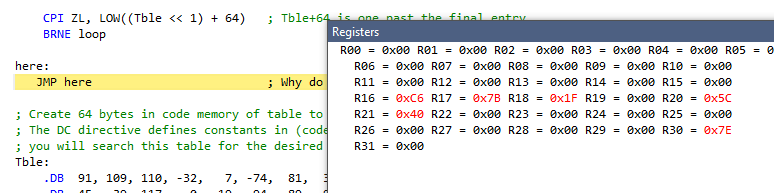 CPI ZL, LOW((Tble << 1) + 64) ; Tble+64 is one past the final entry
BRNE loop
here:
JMP here ; Why do
; Create 64 bytes in code memory of table to
; The DC directive defines constants in (code
; you will search this table for the desired
Tble:
.DB 91, 109, 110, -32, 7, -74, 81,
Registers
R00 = 0x00 R01 = 0x00 R02 = 0x00 R03 = 0x00 R04 = 0x00 R05 = 0x
R06 = 0x00 R07 = 0x00 R08 = 0x00 R09 = 0x00 R10 = 0x00
R11 = 0x00 R12 = 0x00 R13 = 0x00 R14 = 0x00 R15 = 0x00
R16 = 0xC6 R17 = 0x7B R18 = 0x1F R19 = 0x00 R20 = 0x5C
R21 = 0x40 R22 = 0x00 R23 = 0x00 R24 = 0x00 R25 = 0x00
R26 = 0x00 R27 = 0x00 R28 = 0x00 R29 = 0x00 R30 = 0x7E
R31 = 0x00